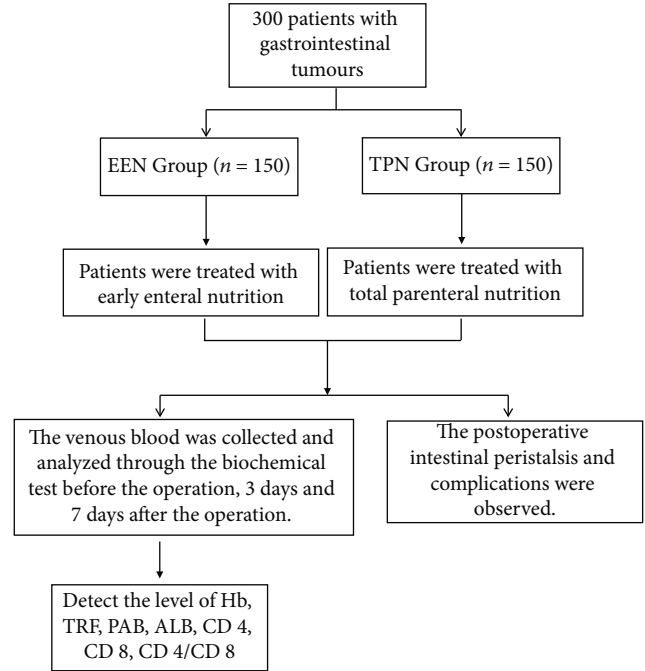 300 patients with
gastrointestinal
tumours
EEN Group (n = 150)
TPN Group (n = 150)
Patients were treated with
early enteral nutrition
Patients were treated with
total parenteral nutrition
The venous blood was collected and
analyzed through the biochemical
test before the operation, 3 days and
7 days after the operation.
The postoperative
intestinal peristalsis and
complications were
observed.
Detect the level of Hb,
TRF, PAB, ALB, CD 4,
CD 8, CD 4/CD 8